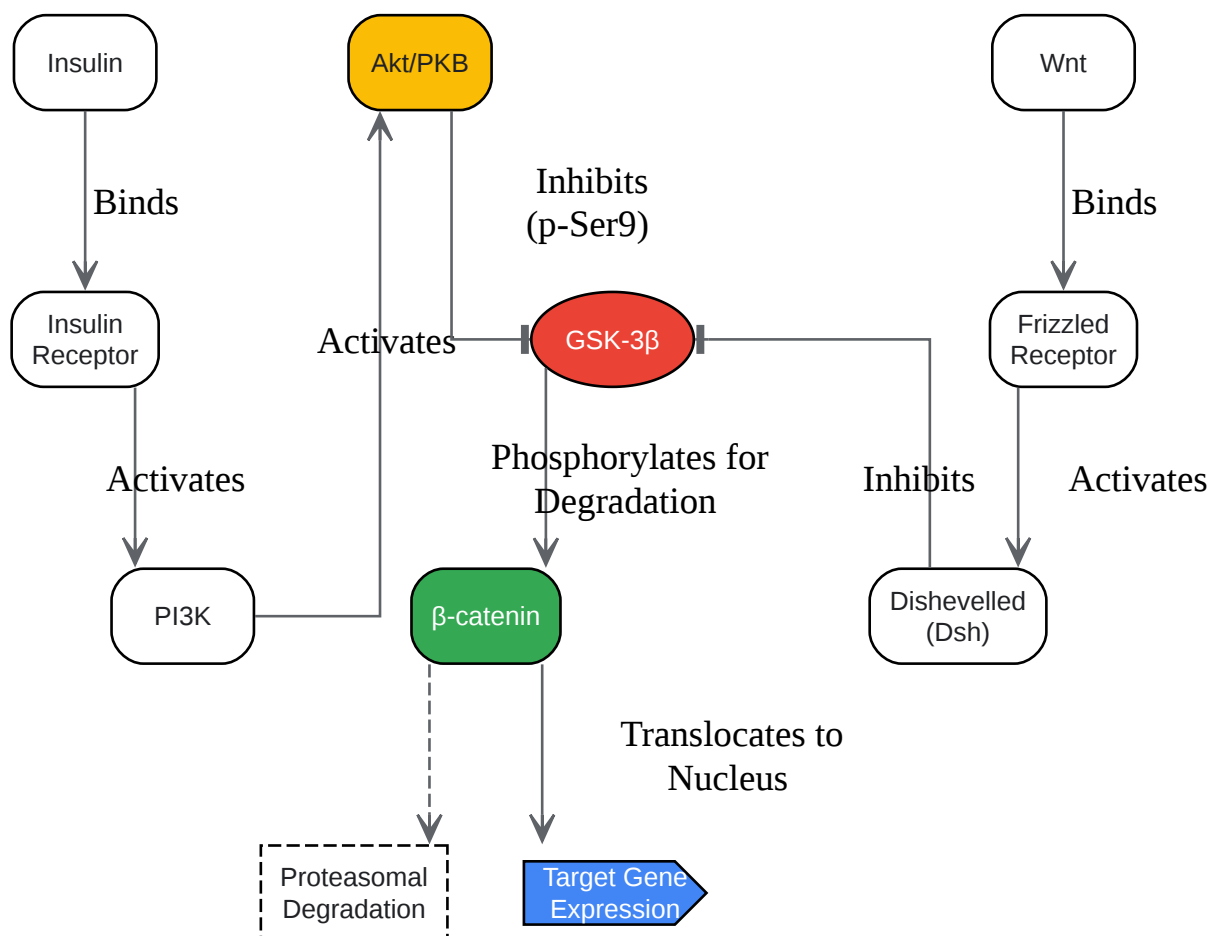 Insulin
Akt/PKB
Wnt
Binds
Inhibits
(p-Ser9)
Binds
Insulin
Receptor
Activates
GSK-3β
Frizzled
Receptor
Activates
Phosphorylates for
Degradation
Inhibits
Activates
PI3K
β-catenin
Dishevelled
(Dsh)
Translocates to
Nucleus
Proteasomal
Degradation
Target Gene
Expression